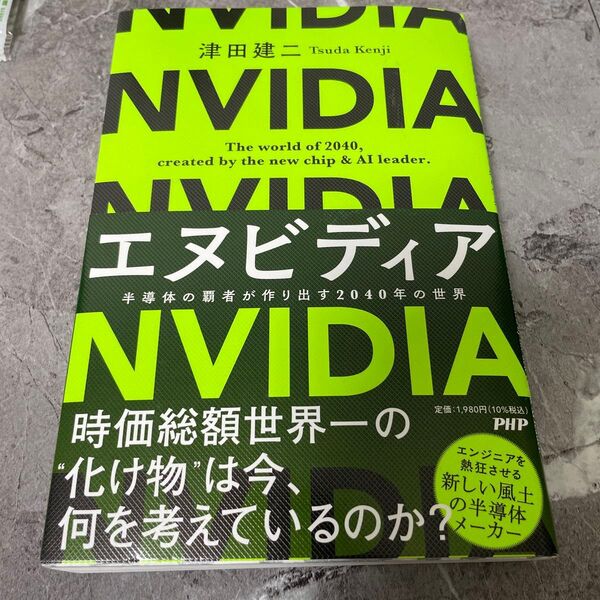 NVIDIA
津田建二 Tsuda Kenji
NVIDIA
The world of 2040,
created by the new chip & AI leader.
NVIDIA
エヌビディア
半導体の覇者が作り出す2040年の世界
NVIDIA
定価:1,980円(10%税込)
PHP
時価総額世界一の
“化け物”は今、
何を考えているのか?
エンジニアを
熱狂させる
新しい風土
の半導体
メーカー
NVIDIA
NVIDIA